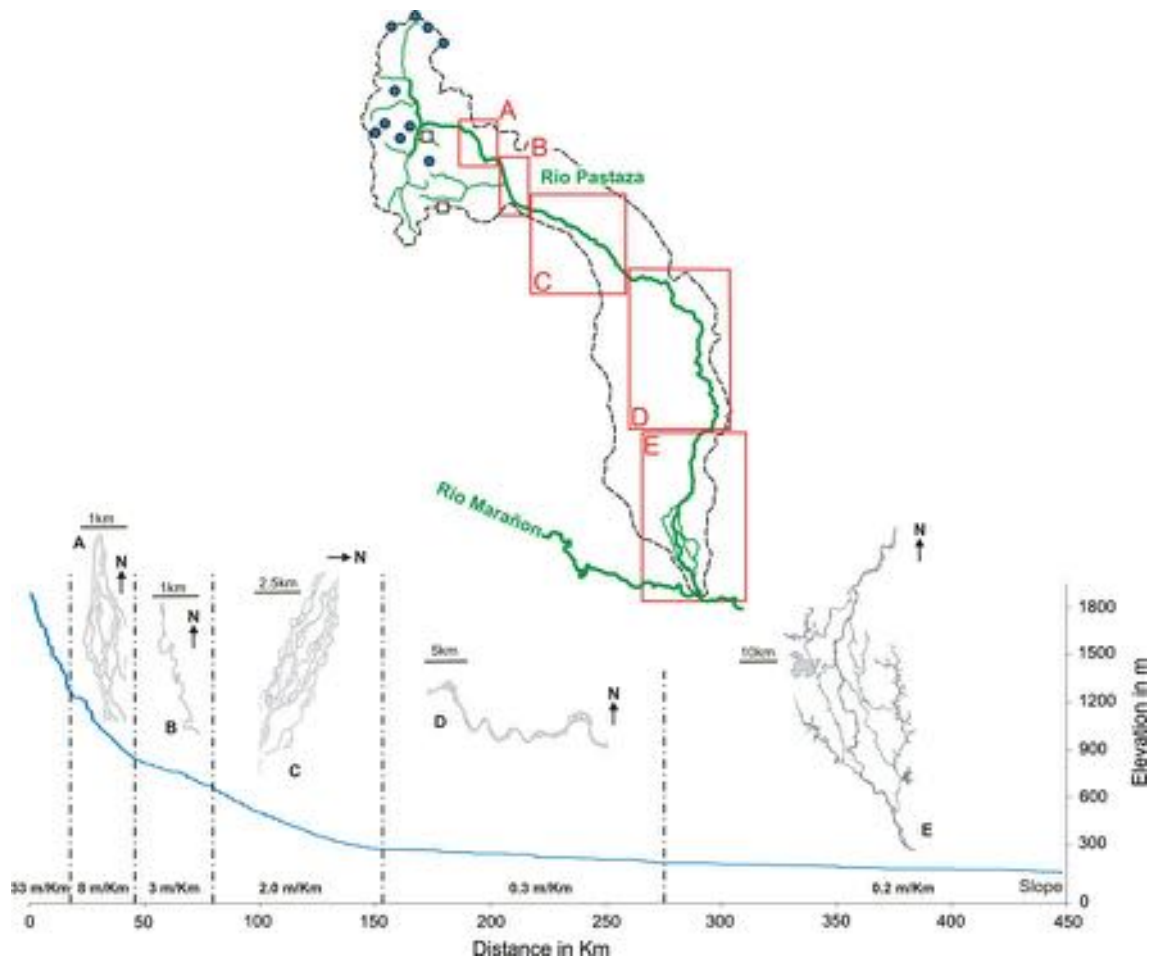 A
B
Río Pastaza
C
D
E
Río Marañon
1km
A
N
1km
N
B
2.5km
N
C
5km
N
D
10km
N
E
1800
1500
1200
900
600
300
0
Elevation in m
33 m/Km 8 m/Km 3 m/Km 2.0 m/Km 0.3 m/Km 0.2 m/Km Slope
0 50 100 150 200 250 300 350 400 450
Distance in Km